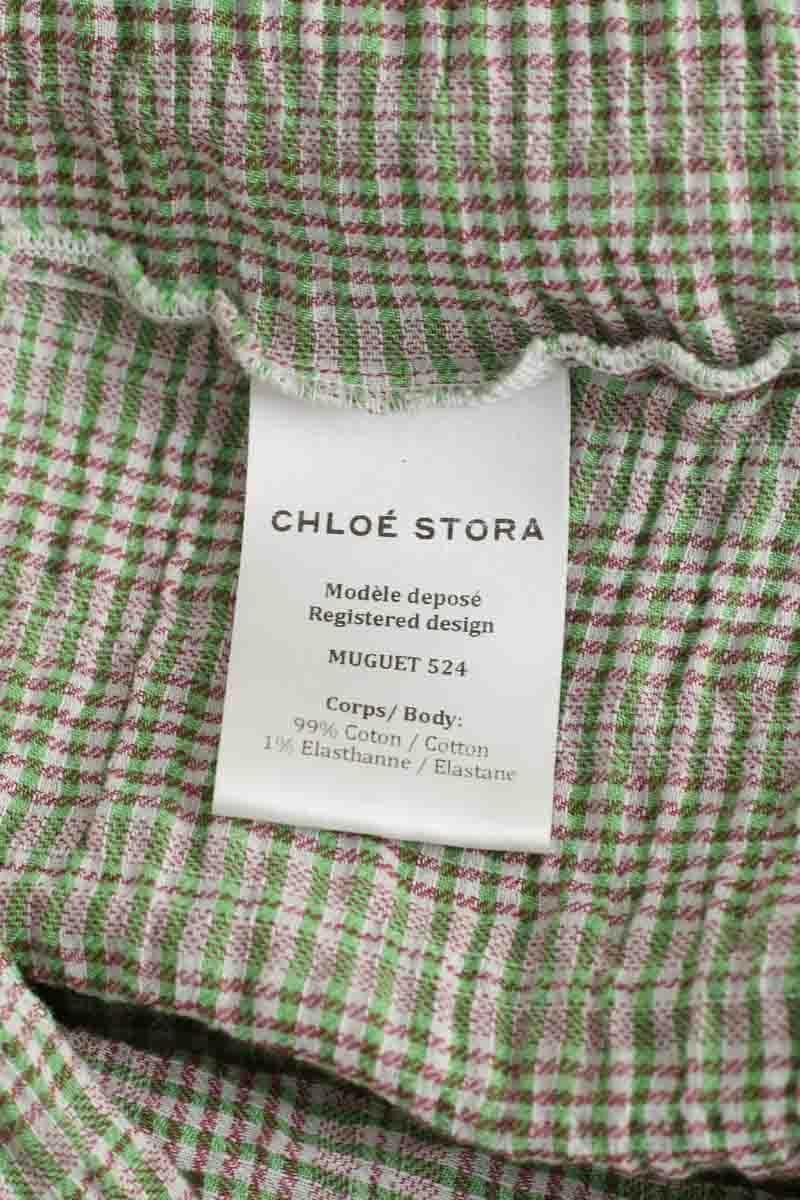 CHLOÉ STORA
Modèle deposé
Registered design
MUGUET 524
Corps/ Body:
99% Coton / Cotton
1% Elasthanne / Elastane